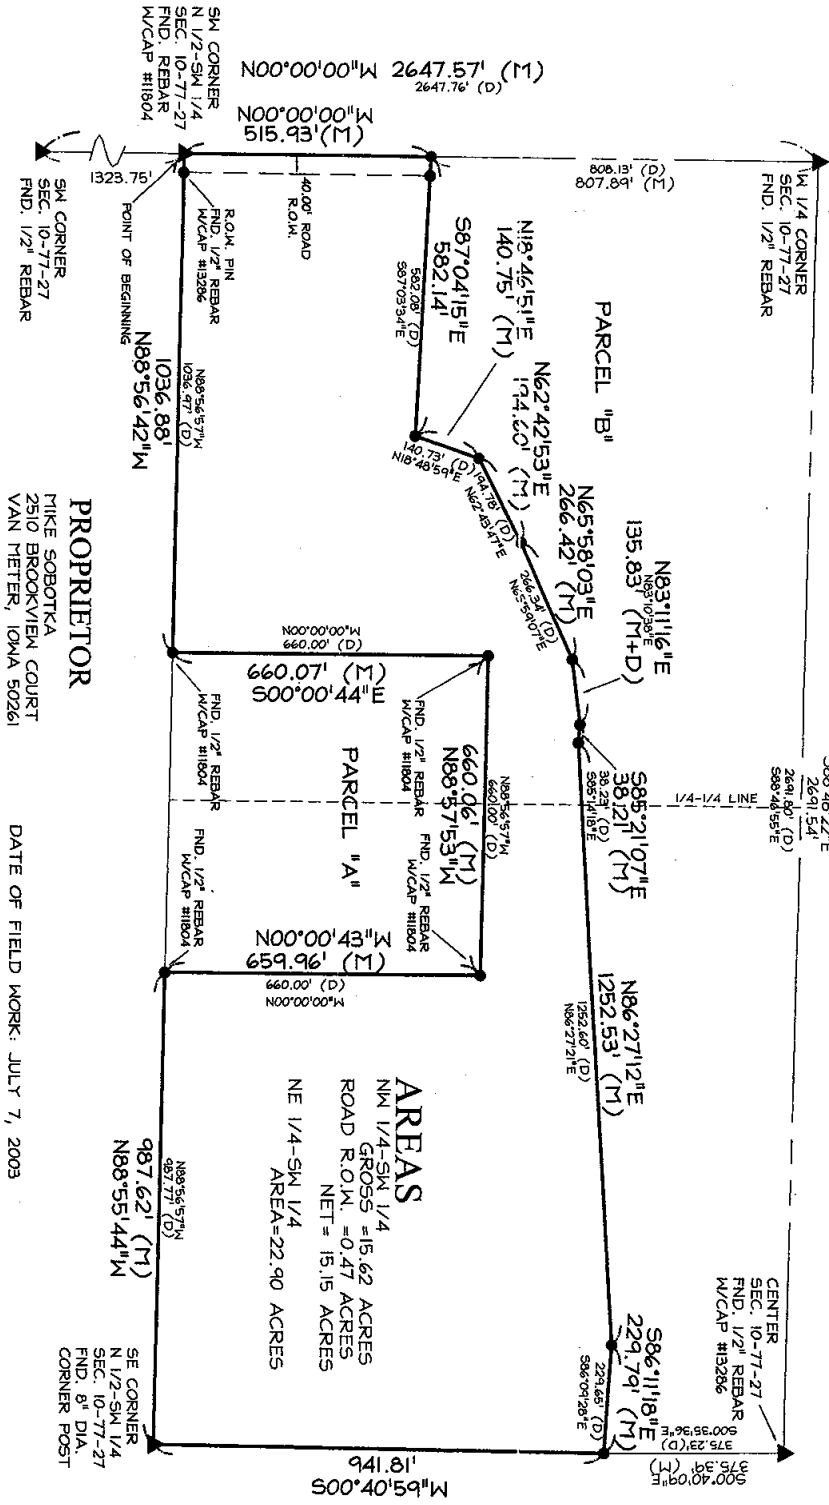 SW CORNER
N 1/2-SW 1/4
SEC. 10-77-27
FND. REBAR
W/CAP #11804
N00°00'00"W 2647.57' (M)
2647.76' (D)
N00°00'00"W
515.93'(M)
808.13' (D)
807.89' (M)
W 1/4 CORNER
SEC. 10-77-27
FND. 1/2" REBAR
1323.75'
SW CORNER
SEC. 10-77-27
FND. 1/2" REBAR
POINT OF BEGINNING
R.O.W. PIN
FND. 1/2" REBAR
W/CAP #13286
40.00' ROAD
R.O.W.
582.08' (D)
S87°03'34"E
S87°04'15"E
582.14'
N18°46'51"E
140.75' (M)
140.73' (D)
N18°48'59"E
PARCEL "B"
N62°42'53"E
194.60' (M)
194.78' (D)
N62°43'47"E
N65°58'03"E
266.42' (M)
266.34' (D)
N65°59'07"E
N83°11'16"E
N83°10'38"E
135.83' (M+D)
S85°21'07"E
38.21' (M)
38.23' (D)
S85°14'18"E
1/4-1/4 LINE
S88°48'22"E
2691.54'
2691.80' (D)
S88°48'55"E
N88°56'57"W
1036.97' (D)
1036.88'
N88°56'42"W
N00°00'00"W
660.00' (D)
660.07' (M)
S00°00'44"E
FND. 1/2" REBAR
W/CAP #11804
FND. 1/2" REBAR
W/CAP #11804
N88°56'57"W
660.00' (D)
660.06' (M)
N88°57'53"W
FND. 1/2" REBAR
W/CAP #11804
PARCEL "A"
FND. 1/2" REBAR
W/CAP #11804
N00°00'43"W
659.96' (M)
660.00' (D)
N00°00'00"W
N86°27'12"E
1252.53' (M)
1252.60' (D)
N86°27'21"E
PROPRIETOR
MIKE SOBOTKA
2510 BROOKVIEW COURT
VAN METER, IOWA 50261
DATE OF FIELD WORK: JULY 7, 2003
AREAS
NW 1/4-SW 1/4
GROSS =15.62 ACRES
ROAD R.O.W. =0.47 ACRES
NET= 15.15 ACRES
NE 1/4-SW 1/4
AREA=22.90 ACRES
N88°56'57"W
987.77' (D)
987.62' (M)
N88°55'44"W
S86°11'18"E
229.79' (M)
229.65' (D)
S86°09'28"E
CENTER
SEC. 10-77-27
FND. 1/2" REBAR
W/CAP #13286
S00°35'36"E
375.23'(D)
375.39' (M)
S00°40'09"E
SE CORNER
N 1/2-SW 1/4
SEC. 10-77-27
FND. 8" DIA.
CORNER POST
941.81'
S00°40'59"W